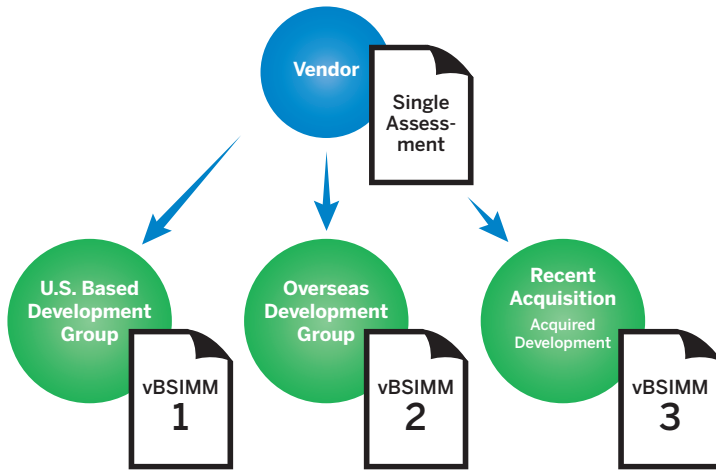 Vendor
Single
Assess-
ment
U.S. Based
Development
Group
vBSIMM
1
Overseas
Development
Group
vBSIMM
2
Recent
Acquisition
Acquired
Development
vBSIMM
3